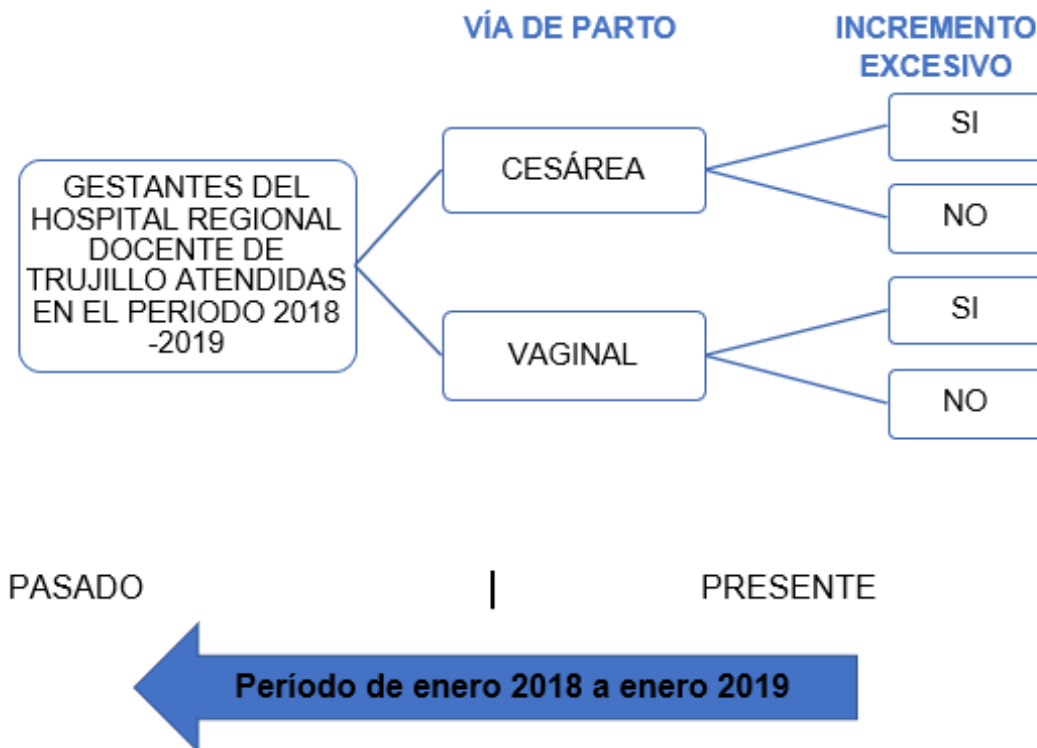 VÍA DE PARTO
INCREMENTO
EXCESIVO
GESTANTES DEL
HOSPITAL REGIONAL
DOCENTE DE
TRUJILLO ATENDIDAS
EN EL PERIODO 2018
-2019
CESÁREA
SI
NO
VAGINAL
SI
NO
PASADO
|
PRESENTE
Período de enero 2018 a enero 2019